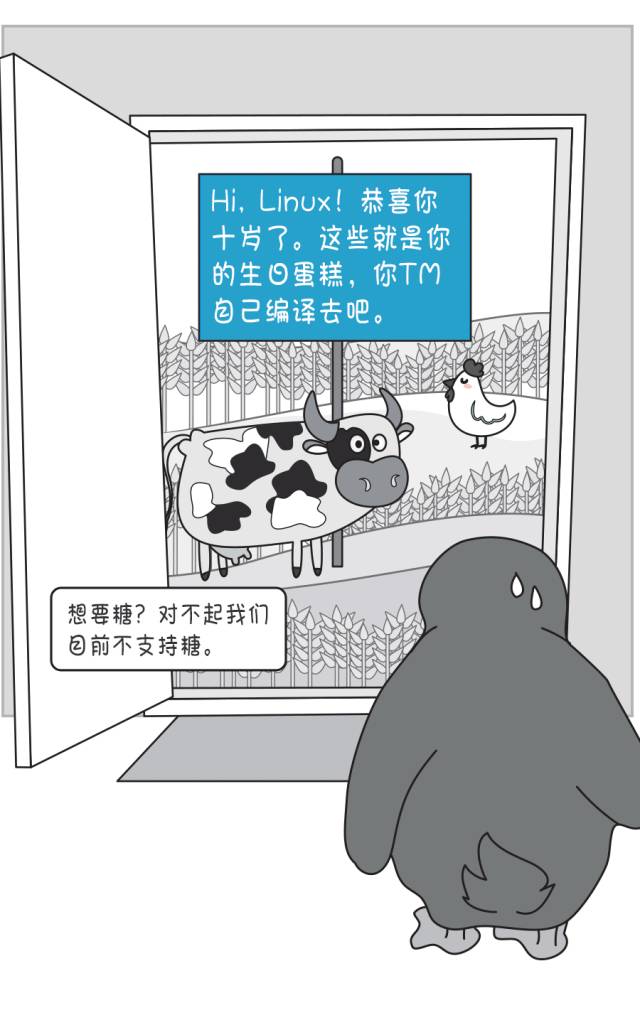 Hi, Linux! 恭喜你
十岁了。这些就是你
的生日蛋糕，你TM
自己编译去吧。
想要糖？对不起我们
目前不支持糖。